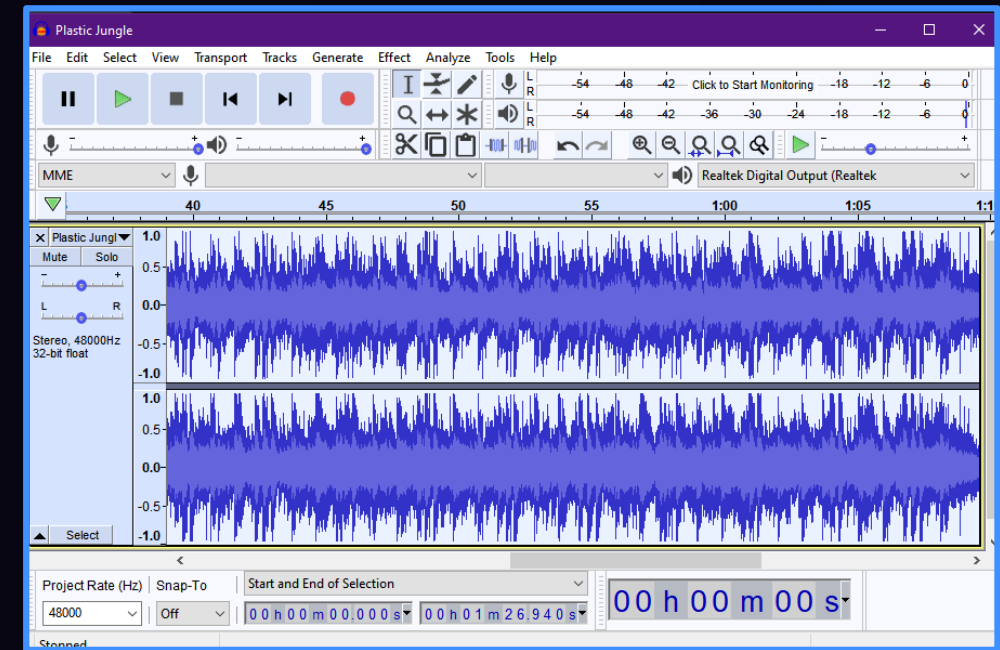 Plastic Jungle
File Edit Select View Transport Tracks Generate Effect Analyze Tools Help
L
R
-54 -48 -42 Click to Start Monitoring -18 -12 -6 0
L
R
-54 -48 -42 -36 -30 -24 -18 -12 -6 0
- + - + - +
MME Realtek Digital Output (Realtek
40 45 50 55 1:00 1:05 1:1
X Plastic Jungl
Mute Solo
- +
L R
Stereo, 48000Hz
32-bit float
Select
1.0
0.5-
0.0-
-0.5-
-1.0
1.0
0.5-
0.0-
-0.5-
-1.0
Project Rate (Hz) Snap-To Start and End of Selection
48000 Off 00h00m00.000s 00h01m26.940s
00h00m00s
Stopped